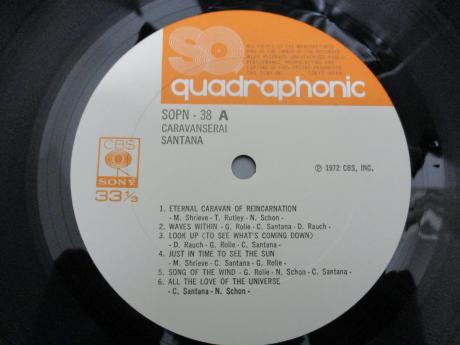 SQ
quadraphonic
SOPN - 38 A
CARAVANSERAI
SANTANA
CBS
SONY
33 1/3
℗ 1972 CBS, INC.
1. ETERNAL CARAVAN OF REINCARNATION
- M. Shrieve - T. Rutley - N. Schon -
2. WAVES WITHIN - G. Rolie - C. Santana - D. Rauch -
3. LOOK UP (TO SEE WHAT'S COMING DOWN)
- D. Rauch - G. Rolie - C. Santana -
4. JUST IN TIME TO SEE THE SUN
- M. Shrieve - C. Santana - G. Rolie -
5. SONG OF THE WIND - G. Rolie - N. Schon - C. Santana -
6. ALL THE LOVE OF THE UNIVERSE
- C. Santana - N. Schon -